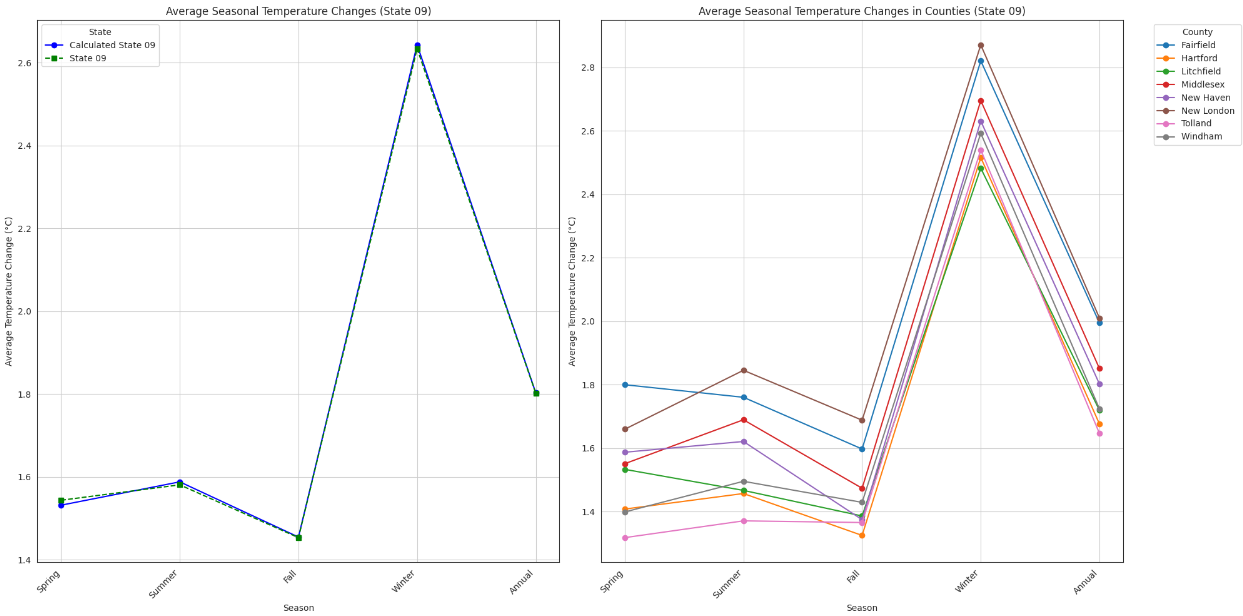 Average Seasonal Temperature Changes (State 09)
State
Calculated State 09
State 09
2.6
2.4
2.2
2.0
1.8
1.6
1.4
Average Temperature Change (°C)
Spring
Summer
Fall
Winter
Annual
Season
Average Seasonal Temperature Changes in Counties (State 09)
2.8
2.6
2.4
2.2
2.0
1.8
1.6
1.4
Average Temperature Change (°C)
Spring
Summer
Fall
Winter
Annual
Season
County
Fairfield
Hartford
Litchfield
Middlesex
New Haven
New London
Tolland
Windham